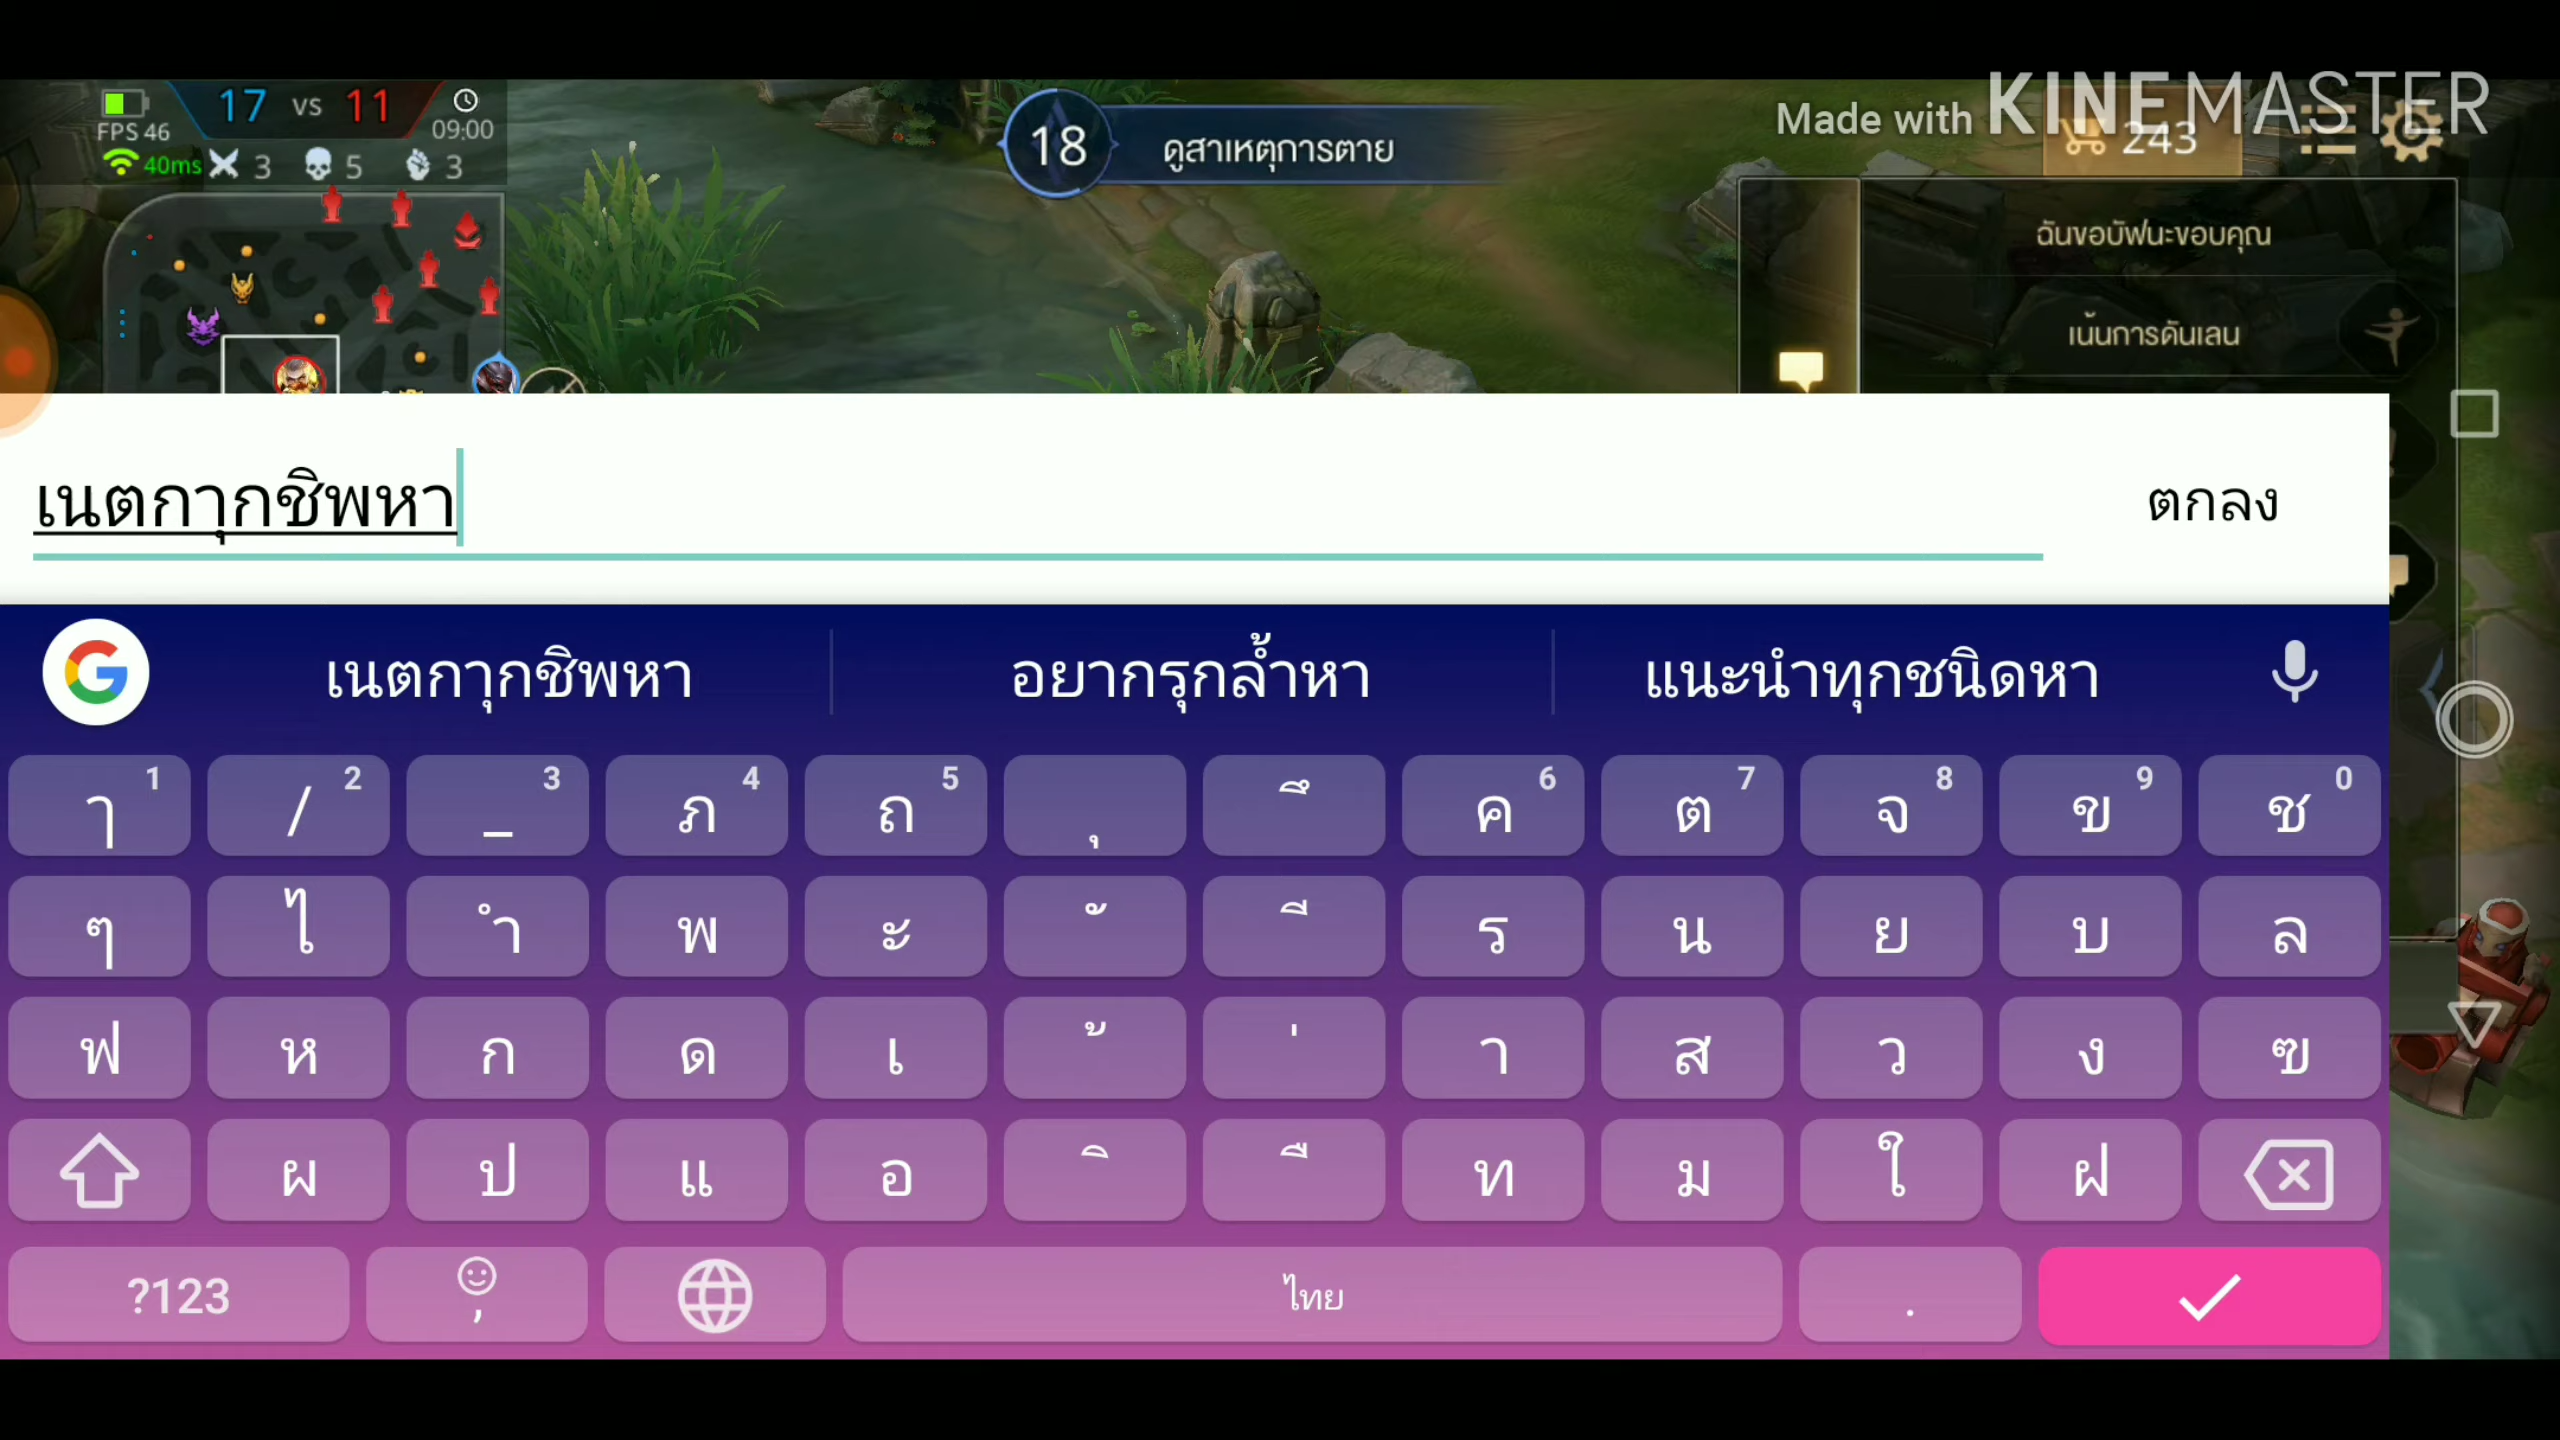 17 vs 11
FPS 46
09:00
40ms 3 5 3
18
ดูสาเหตุการตาย
Made with KINEMASTER
243
ฉันขอบัฟนะขอบคุณ
เน้นการดันเลน
เนตกาุกชิพหา
ตกลง
เนตกาุกชิพหา อยากรุกล้ำหา แนะนำทุกชนิดหา
ๅ 1 / 2 _ 3 ภ 4 ถ 5 ุ ึ ค 6 ต 7 จ 8 ข 9 ช 0
ๆ ไ ำ พ ะ ั ี ร น ย บ ล
ฟ ห ก ด เ ้ ่ า ส ว ง ฃ
ผ ป แ อ ิ ื ท ม ใ ฝ
?123 , ไทย .